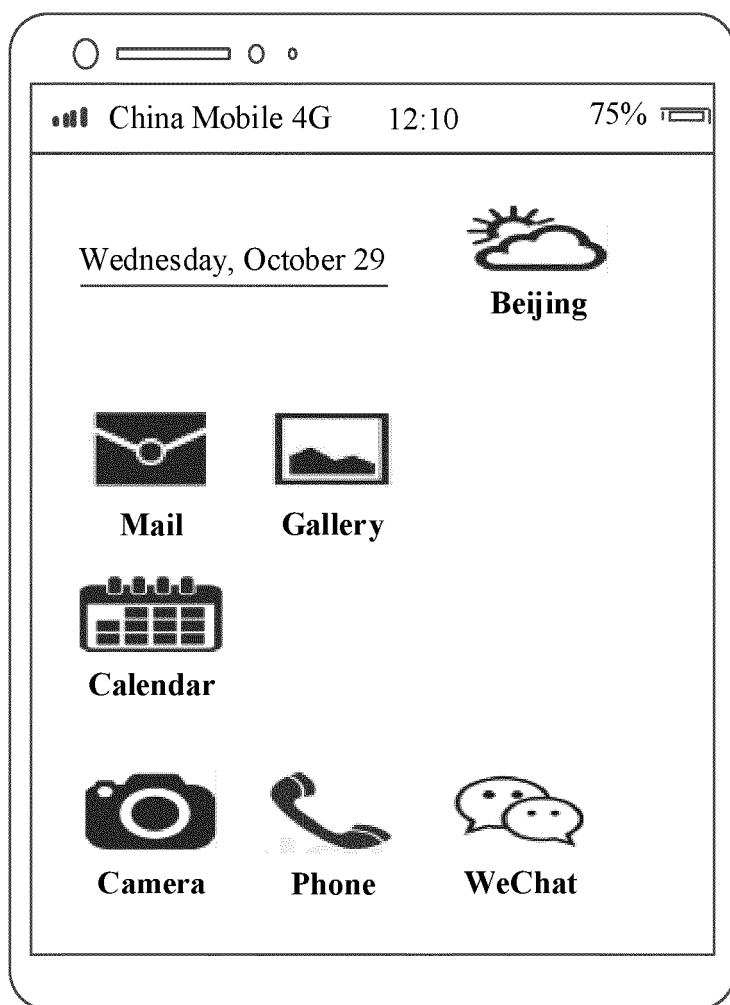 China Mobile 4G 12:10 75%
Wednesday, October 29
Beijing
Mail Gallery
Calendar
Camera Phone WeChat